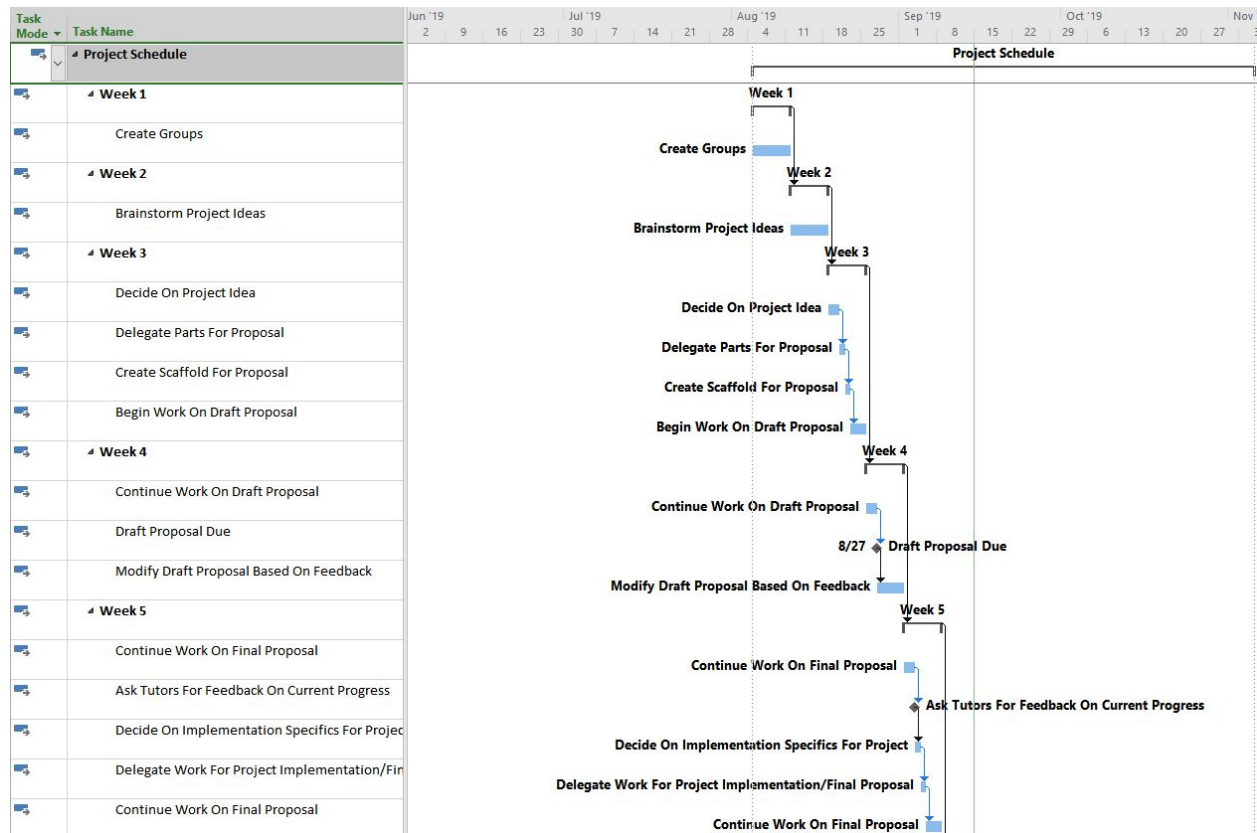 Task
Mode Task Name
Jun '19 Jul '19 Aug '19 Sep '19 Oct '19 Nov
2 9 16 23 30 7 14 21 28 4 11 18 25 1 8 15 22 29 6 13 20 27 3
Project Schedule Project Schedule
Week 1 Week 1
Create Groups Create Groups
Week 2 Week 2
Brainstorm Project Ideas Brainstorm Project Ideas
Week 3 Week 3
Decide On Project Idea Decide On Project Idea
Delegate Parts For Proposal Delegate Parts For Proposal
Create Scaffold For Proposal Create Scaffold For Proposal
Begin Work On Draft Proposal Begin Work On Draft Proposal
Week 4 Week 4
Continue Work On Draft Proposal Continue Work On Draft Proposal
Draft Proposal Due 8/27 Draft Proposal Due
Modify Draft Proposal Based On Feedback Modify Draft Proposal Based On Feedback
Week 5 Week 5
Continue Work On Final Proposal Continue Work On Final Proposal
Ask Tutors For Feedback On Current Progress Ask Tutors For Feedback On Current Progress
Decide On Implementation Specifics For Projec Decide On Implementation Specifics For Project
Delegate Work For Project Implementation/Fin Delegate Work For Project Implementation/Final Proposal
Continue Work On Final Proposal Continue Work On Final Proposal